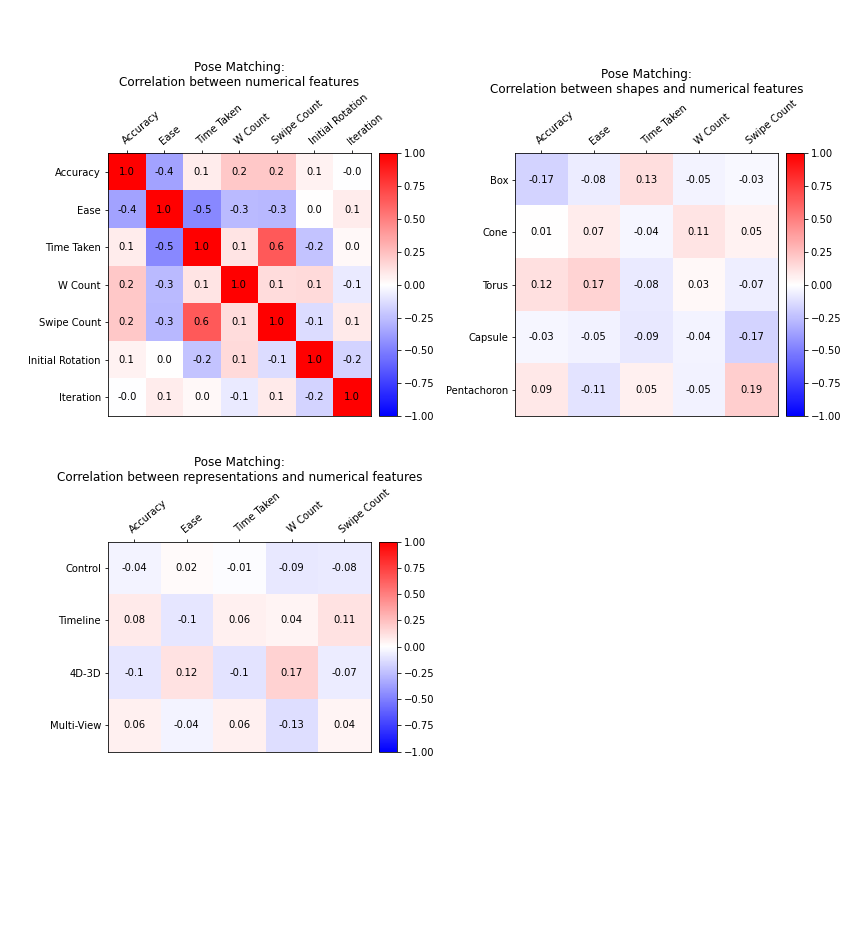 Pose Matching:
Correlation between numerical features
Accuracy Ease Time Taken W Count Swipe Count Initial Rotation Iteration
Accuracy 1.0 -0.4 0.1 0.2 0.2 0.1 -0.0
Ease -0.4 1.0 -0.5 -0.3 -0.3 0.0 0.1
Time Taken 0.1 -0.5 1.0 0.1 0.6 -0.2 0.0
W Count 0.2 -0.3 0.1 1.0 0.1 0.1 -0.1
Swipe Count 0.2 -0.3 0.6 0.1 1.0 -0.1 0.1
Initial Rotation 0.1 0.0 -0.2 0.1 -0.1 1.0 -0.2
Iteration -0.0 0.1 0.0 -0.1 0.1 -0.2 1.0
1.00
0.75
0.50
0.25
0.00
−0.25
−0.50
−0.75
−1.00
Pose Matching:
Correlation between shapes and numerical features
Accuracy Ease Time Taken W Count Swipe Count
Box -0.17 -0.08 0.13 -0.05 -0.03
Cone 0.01 0.07 -0.04 0.11 0.05
Torus 0.12 0.17 -0.08 0.03 -0.07
Capsule -0.03 -0.05 -0.09 -0.04 -0.17
Pentachoron 0.09 -0.11 0.05 -0.05 0.19
1.00
0.75
0.50
0.25
0.00
−0.25
−0.50
−0.75
−1.00
Pose Matching:
Correlation between representations and numerical features
Accuracy Ease Time Taken W Count Swipe Count
Control -0.04 0.02 -0.01 -0.09 -0.08
Timeline 0.08 -0.1 0.06 0.04 0.11
4D-3D -0.1 0.12 -0.1 0.17 -0.07
Multi-View 0.06 -0.04 0.06 -0.13 0.04
1.00
0.75
0.50
0.25
0.00
−0.25
−0.50
−0.75
−1.00